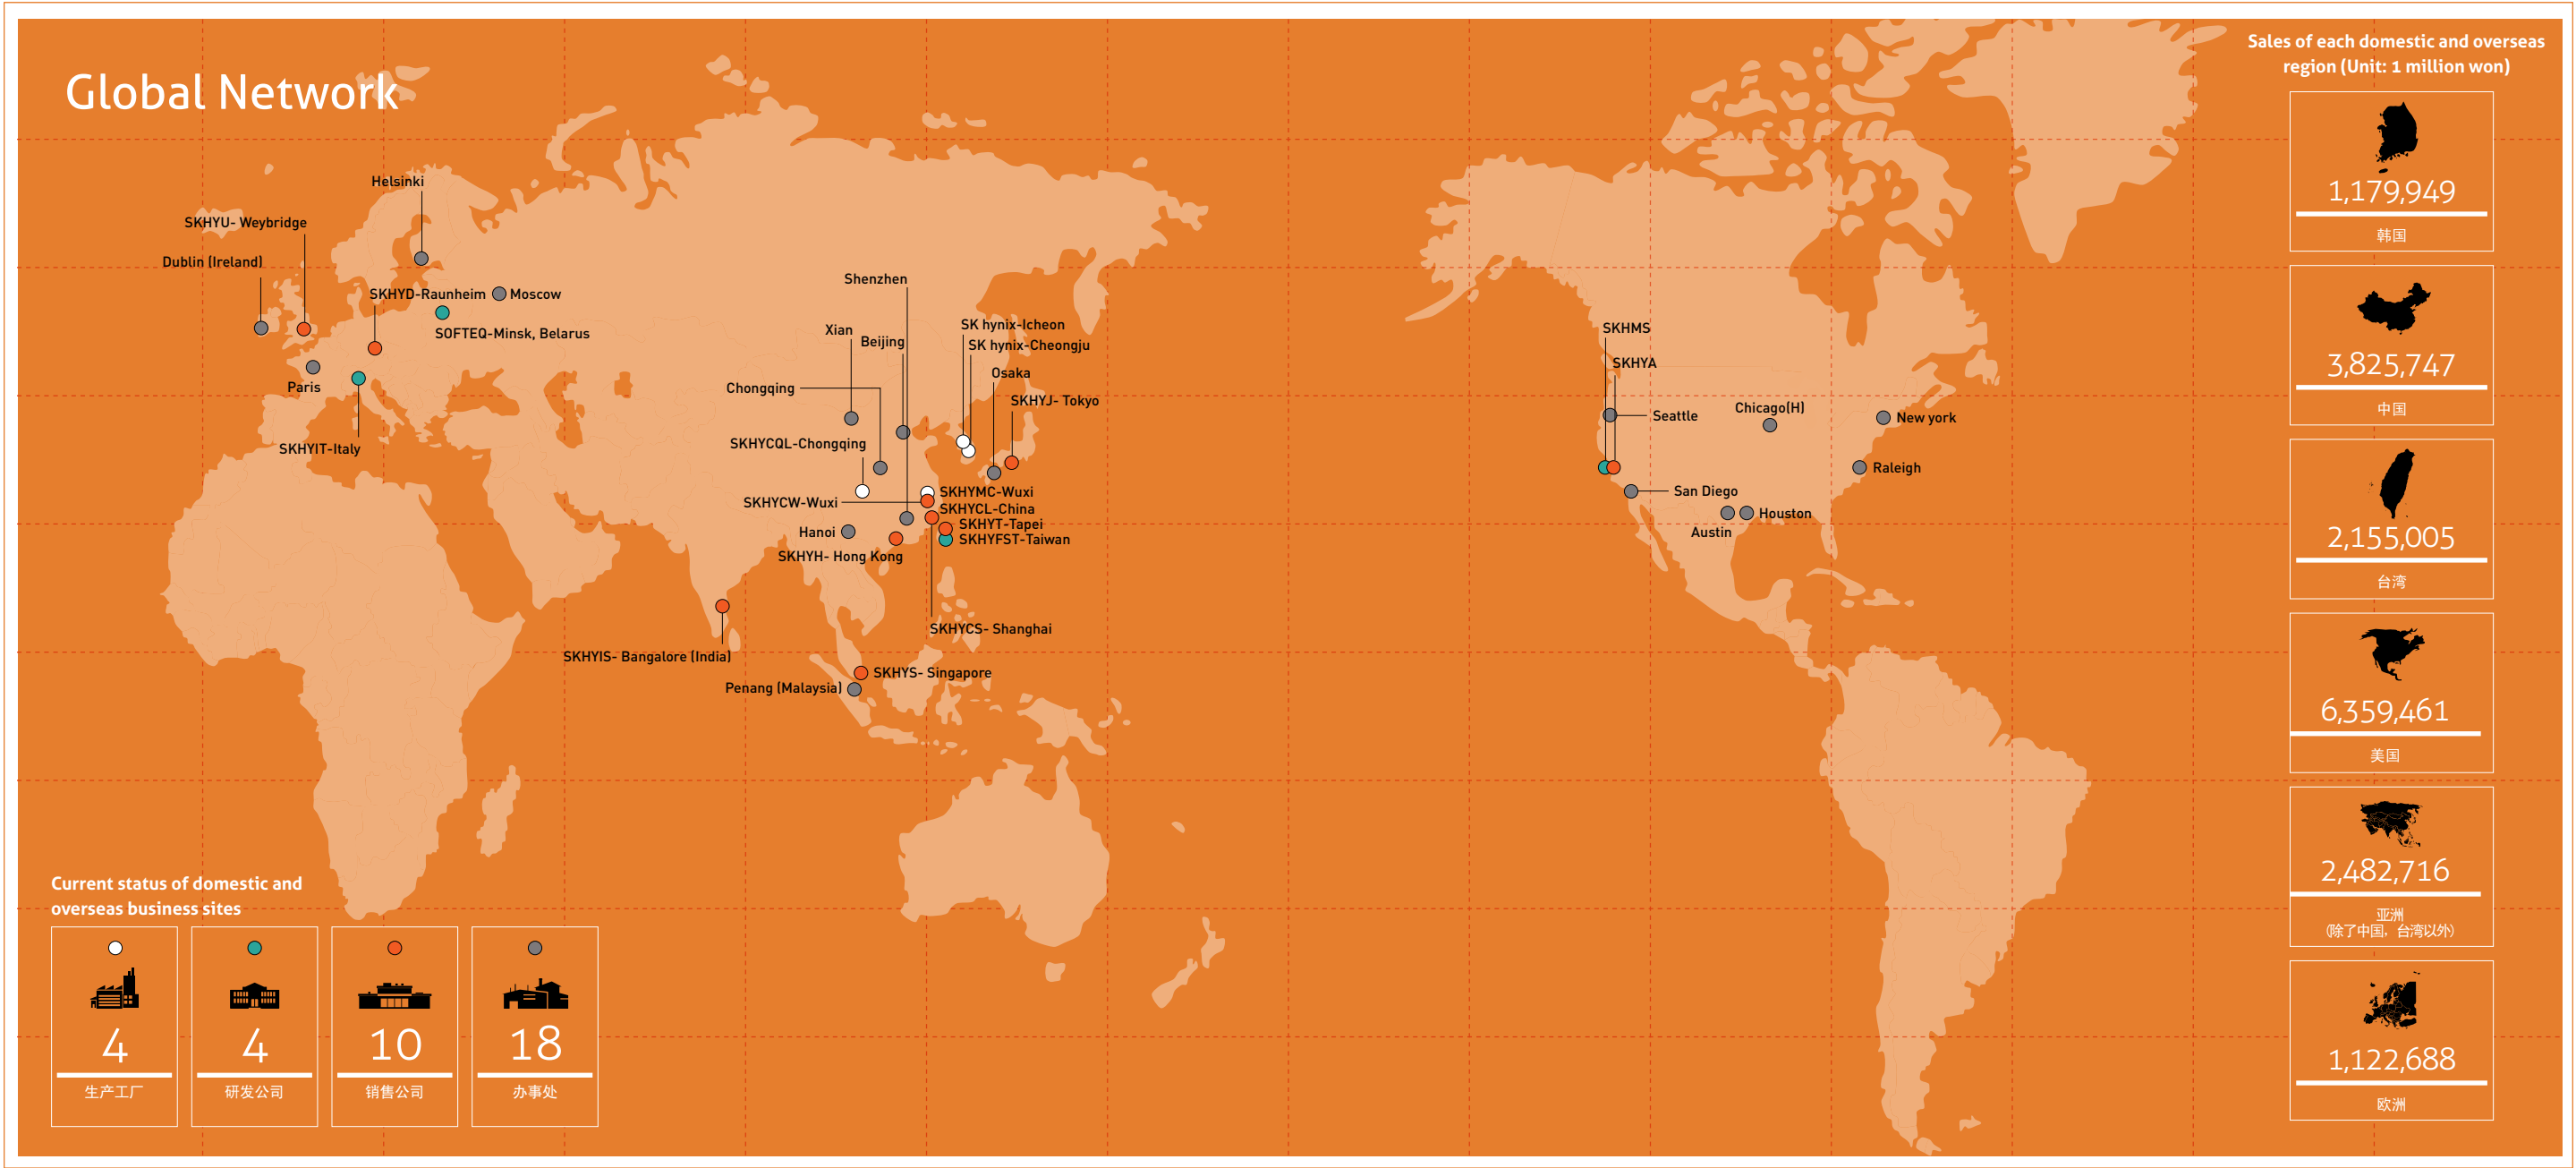 Global Network
Helsinki
SKHYU- Weybridge
Dublin (Ireland)
SKHYD-Raunheim
Moscow
SOFTEQ-Minsk, Belarus
Paris
SKHYIT-Italy
Shenzhen
Xian
Beijing
SK hynix-Icheon
SK hynix-Cheongju
Osaka
Chongqing
SKHYJ- Tokyo
SKHYCQL-Chongqing
SKHYMC-Wuxi
SKHYCW-Wuxi
SKHYCL-China
SKHYT-Tapei
Hanoi
SKHYFST-Taiwan
SKHYH- Hong Kong
SKHYCS- Shanghai
SKHYIS- Bangalore (India)
SKHYS- Singapore
Penang (Malaysia)
SKHMS
SKHYA
Seattle
Chicago(H)
New york
Raleigh
San Diego
Houston
Austin
Sales of each domestic and overseas
region (Unit: 1 million won)
1,179,949
韩国
3,825,747
中国
2,155,005
台湾
6,359,461
美国
2,482,716
亚洲
(除了中国，台湾以外)
1,122,688
欧洲
Current status of domestic and
overseas business sites
4
生产工厂
4
研发公司
10
销售公司
18
办事处